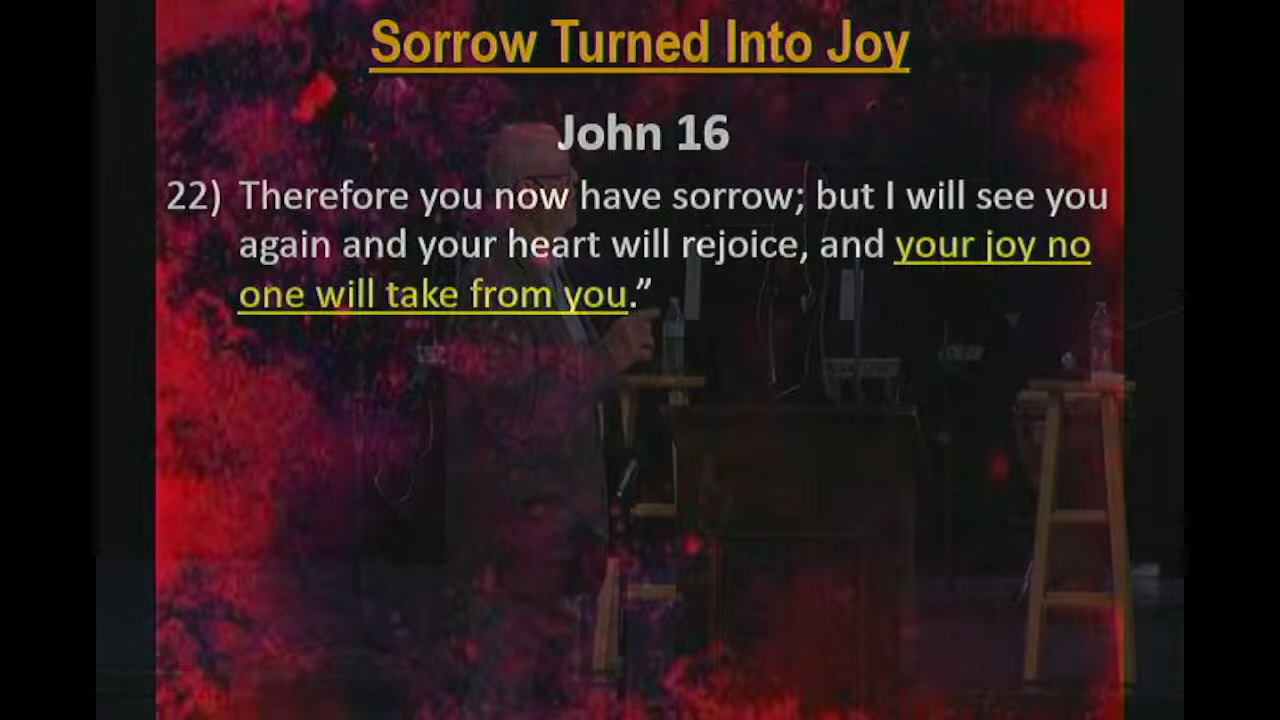 Sorrow Turned Into Joy
John 16
22) Therefore you now have sorrow; but I will see you
again and your heart will rejoice, and your joy no
one will take from you.”